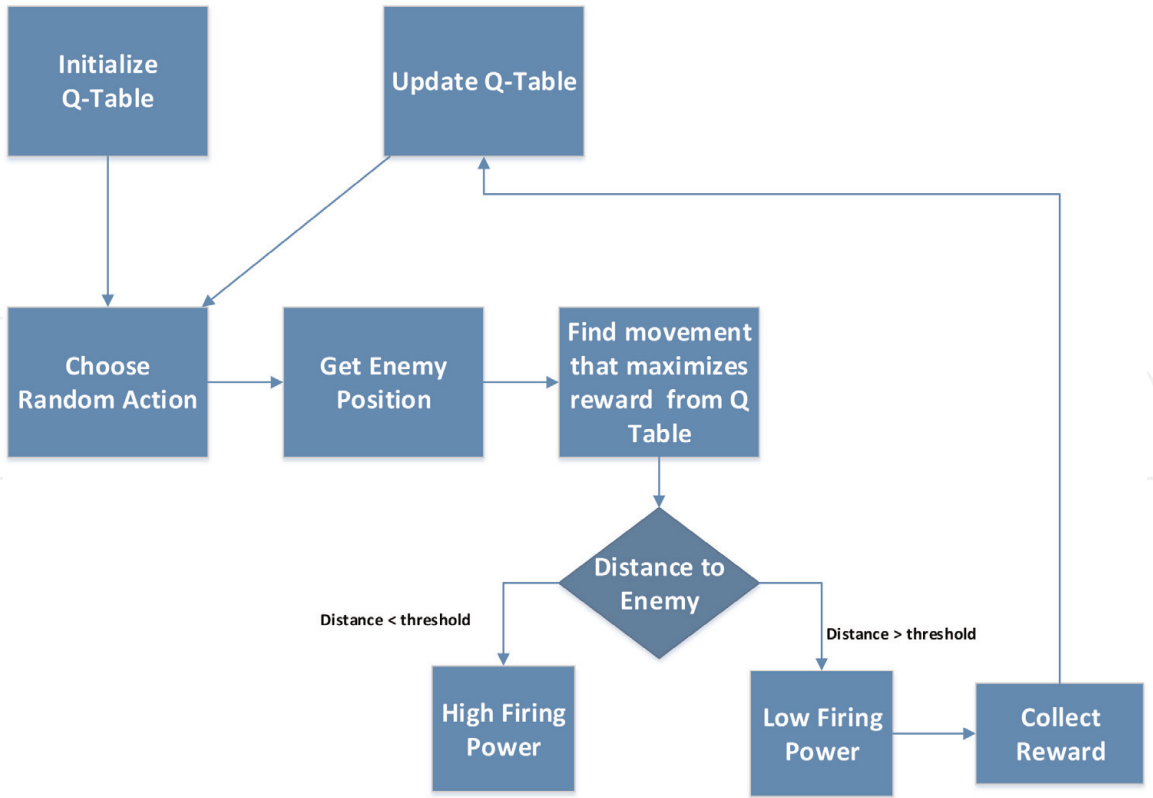 Initialize
Q-Table
Update Q-Table
Choose
Random Action
Get Enemy
Position
Find movement
that maximizes
reward from Q
Table
Distance to
Enemy
Distance < threshold
Distance > threshold
High Firing
Power
Low Firing
Power
Collect
Reward